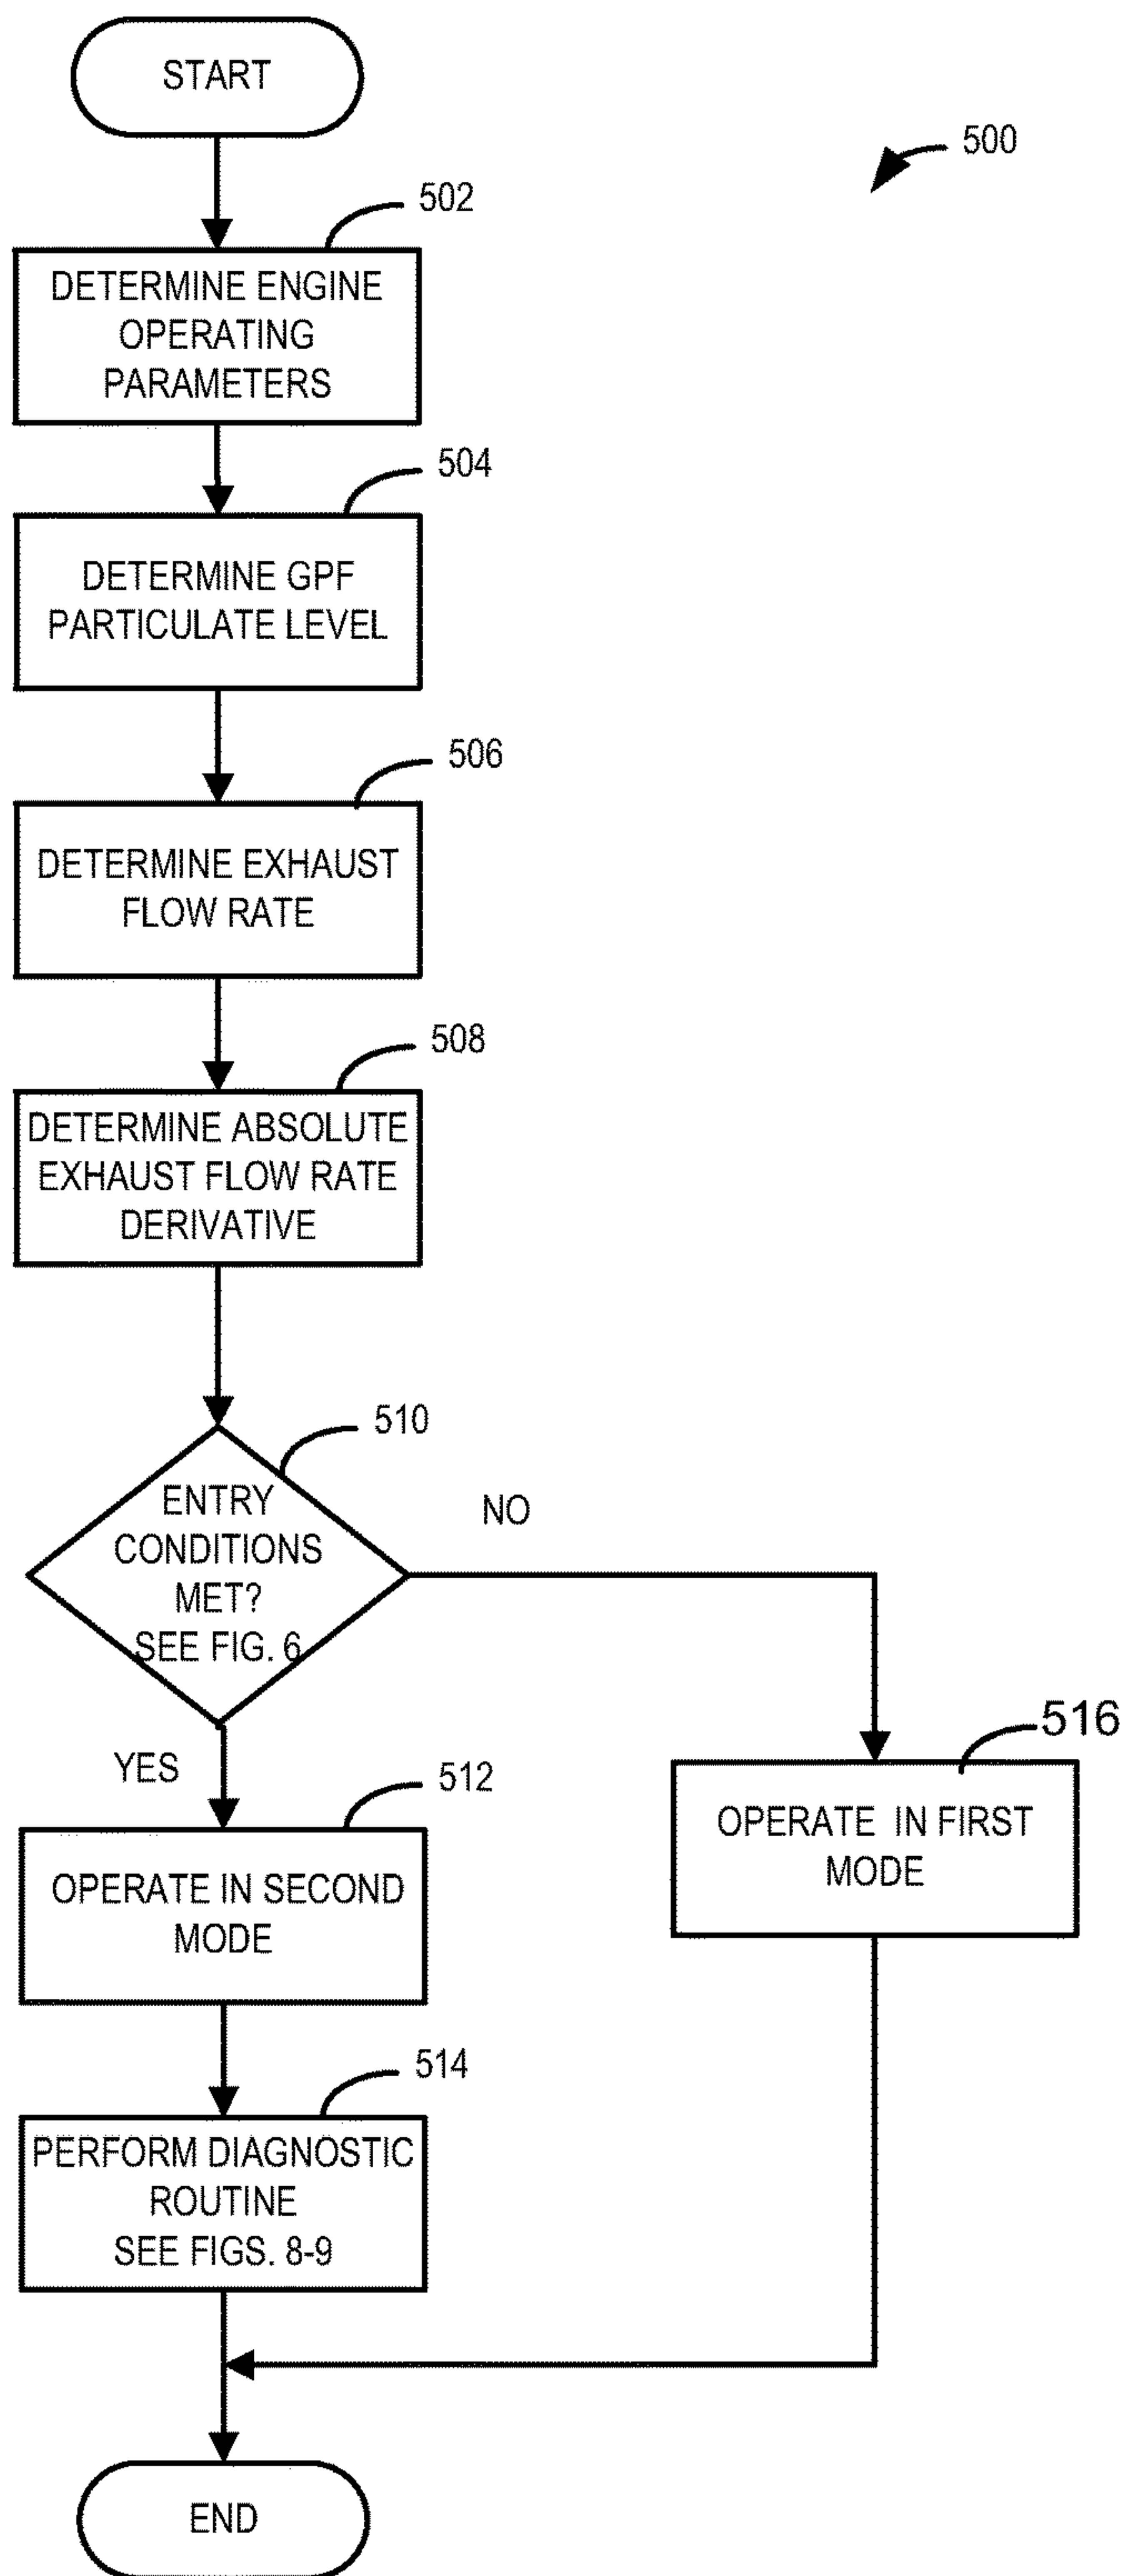 START
500
502
DETERMINE ENGINE
OPERATING
PARAMETERS
504
DETERMINE GPF
PARTICULATE LEVEL
506
DETERMINE EXHAUST
FLOW RATE
508
DETERMINE ABSOLUTE
EXHAUST FLOW RATE
DERIVATIVE
510
ENTRY
CONDITIONS
MET?
SEE FIG. 6
NO
YES
512
OPERATE IN SECOND
MODE
516
OPERATE IN FIRST
MODE
514
PERFORM DIAGNOSTIC
ROUTINE
SEE FIGS. 8-9
END